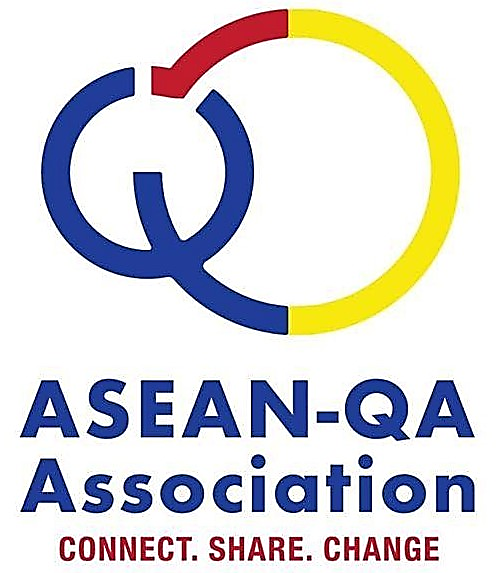 ASEAN-QA
Association
CONNECT. SHARE. CHANGE